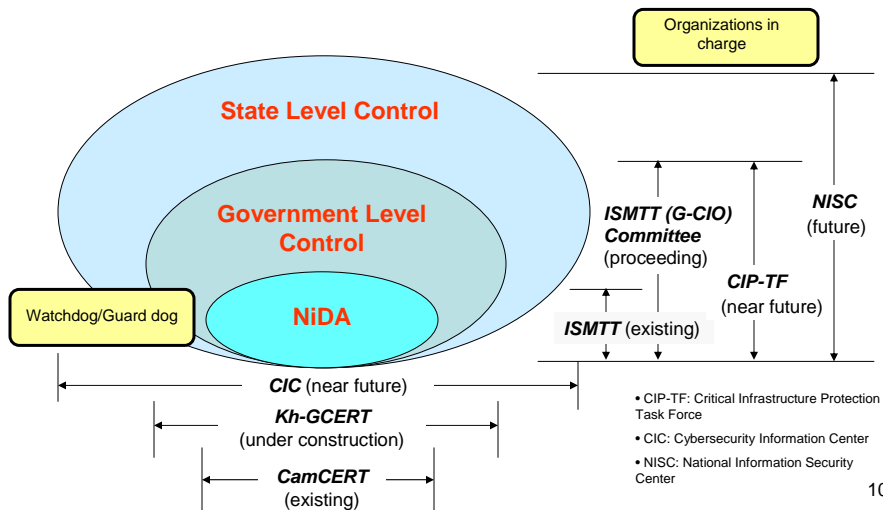 Organizations in
charge
State Level Control
Government Level
Control
NiDA
Watchdog/Guard dog
ISMTT (G-CIO)
Committee
(proceeding)
NISC
(future)
CIP-TF
(near future)
ISMTT (existing)
CIC (near future)
Kh-GCERT
(under construction)
CamCERT
(existing)
• CIP-TF: Critical Infrastructure Protection
Task Force
• CIC: Cybersecurity Information Center
• NISC: National Information Security
Center
10